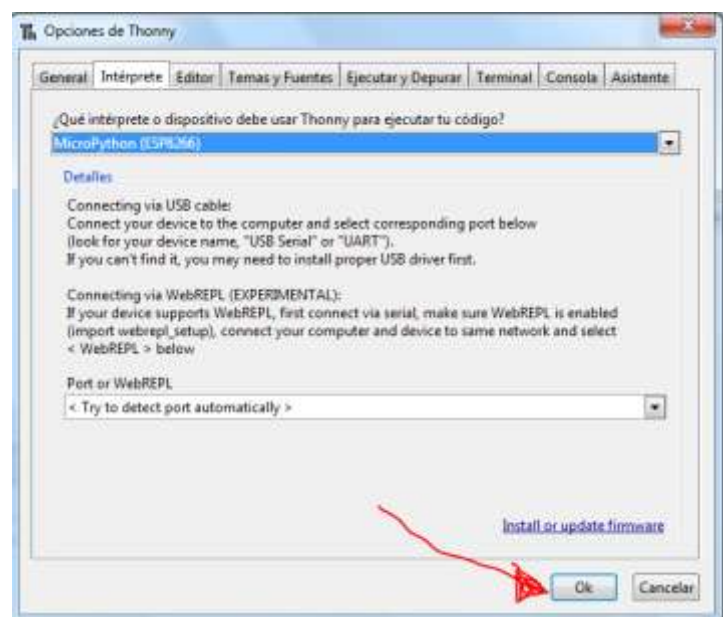 Opciones de Thonny
General Intérprete Editor Temas y Fuentes Ejecutar y Depurar Terminal Consola Asistente
¿Qué intérprete o dispositivo debe usar Thonny para ejecutar tu código?
MicroPython (ESP8266)
Detalles
Connecting via USB cable:
Connect your device to the computer and select corresponding port below
(look for your device name, "USB Serial" or "UART").
If you can't find it, you may need to install proper USB driver first.
Connecting via WebREPL (EXPERIMENTAL):
If your device supports WebREPL, first connect via serial, make sure WebREPL is enabled
(import webrepl_setup), connect your computer and device to same network and select
< WebREPL > below
Port or WebREPL
< Try to detect port automatically >
Install or update firmware
Ok Cancelar